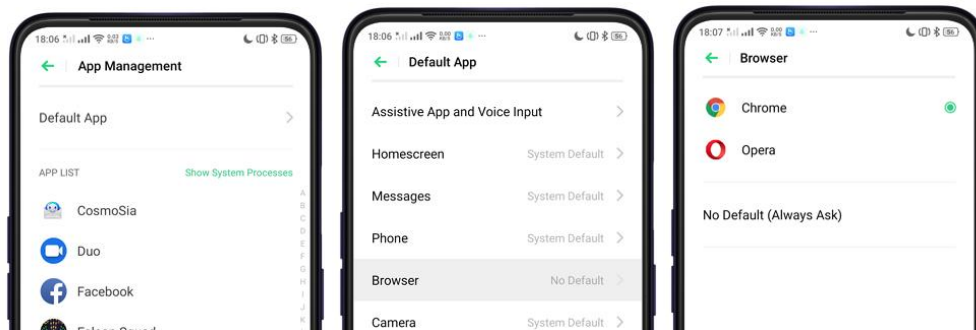 18:06
App Management
Default App
APP LIST
Show System Processes
A
B
C
D
E
F
G
H
I
J
K
CosmoSia
Duo
Facebook
18:06
Default App
Assistive App and Voice Input
Homescreen
System Default
Messages
System Default
Phone
System Default
Browser
No Default
Camera
System Default
18:07
Browser
Chrome
Opera
No Default (Always Ask)